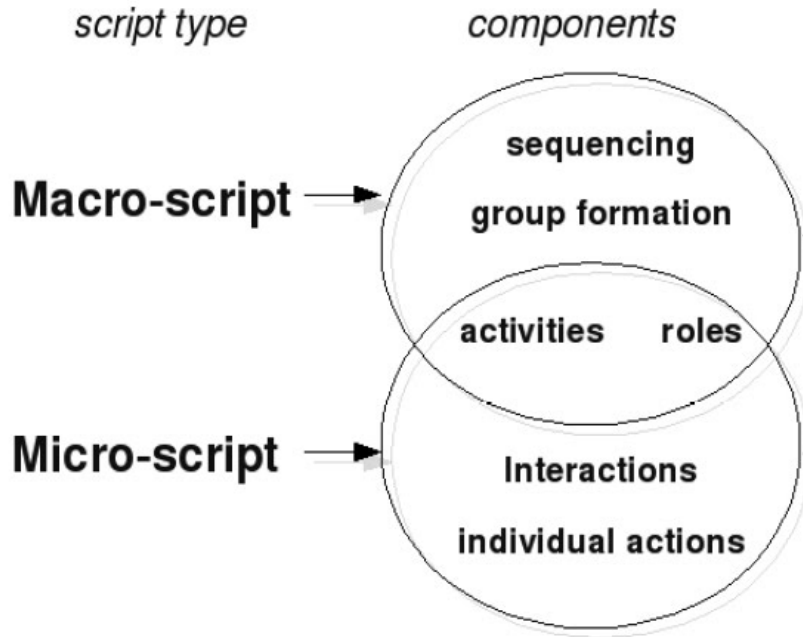 script type components
sequencing
Macro-script
group formation
activities roles
Micro-script
Interactions
individual actions